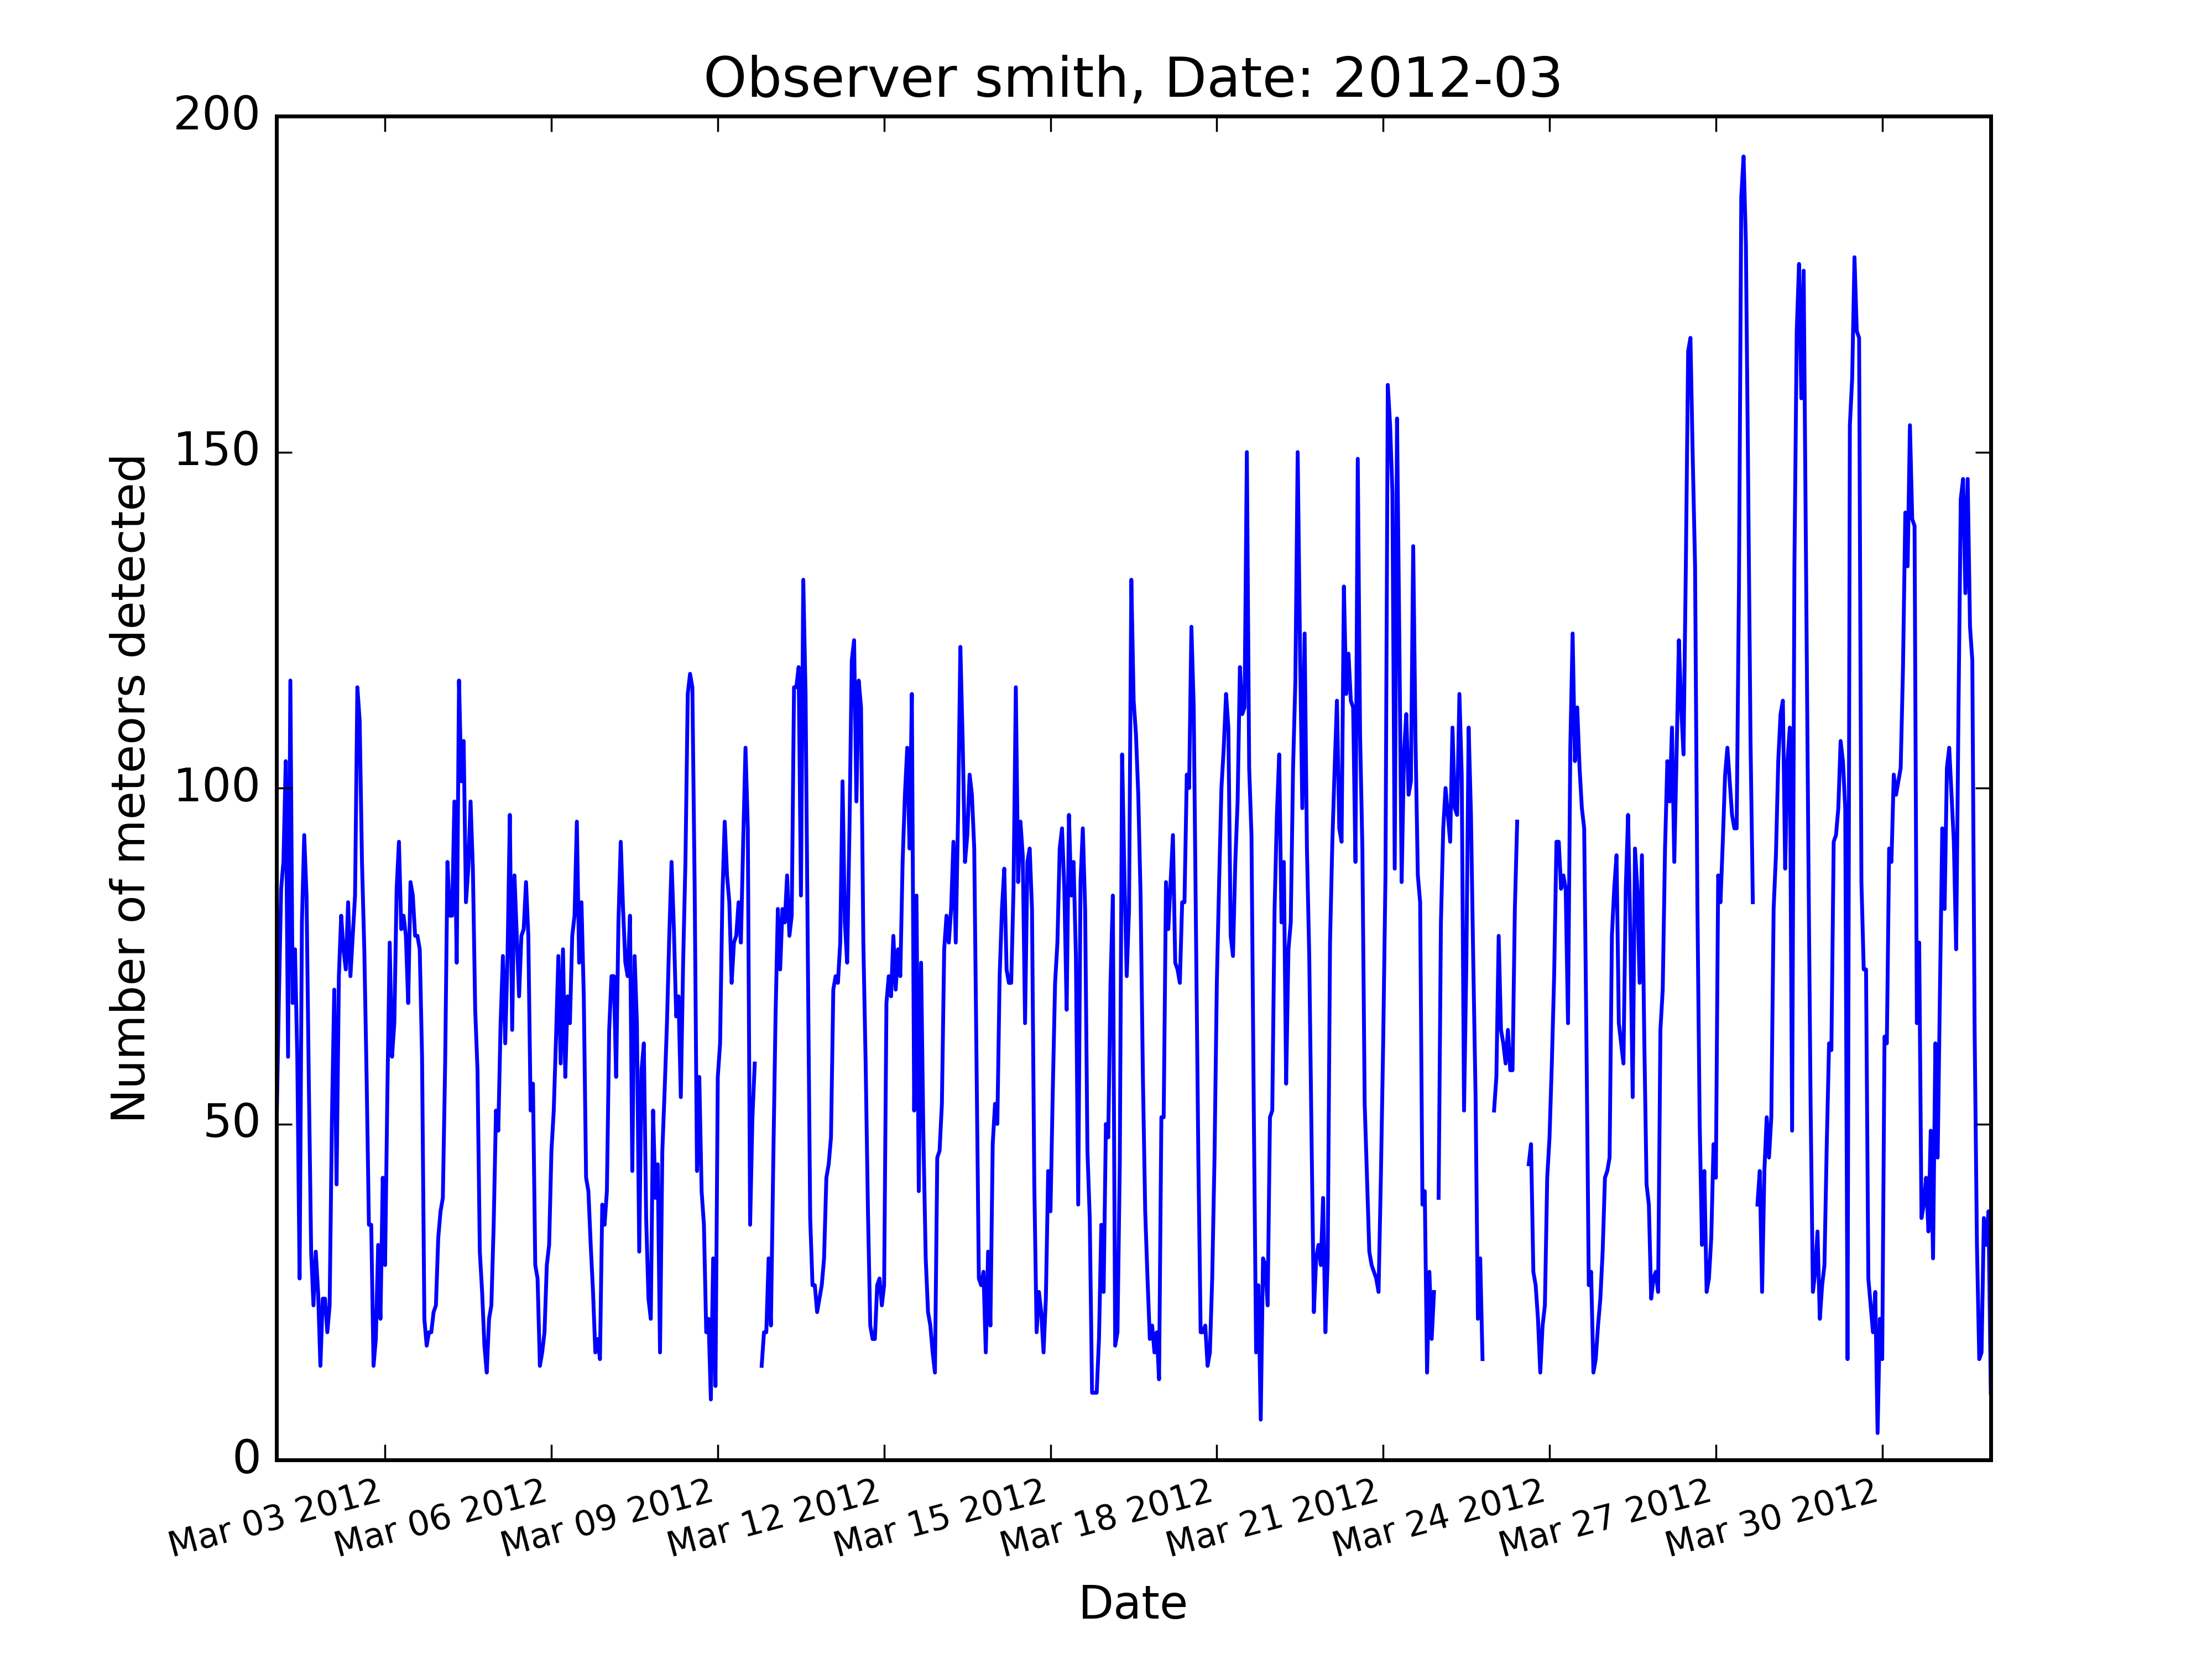 Observer smith, Date: 2012-03
200
150
100
50
0
Number of meteors detected
Mar 03 2012
Mar 06 2012
Mar 09 2012
Mar 12 2012
Mar 15 2012
Mar 18 2012
Mar 21 2012
Mar 24 2012
Mar 27 2012
Mar 30 2012
Date